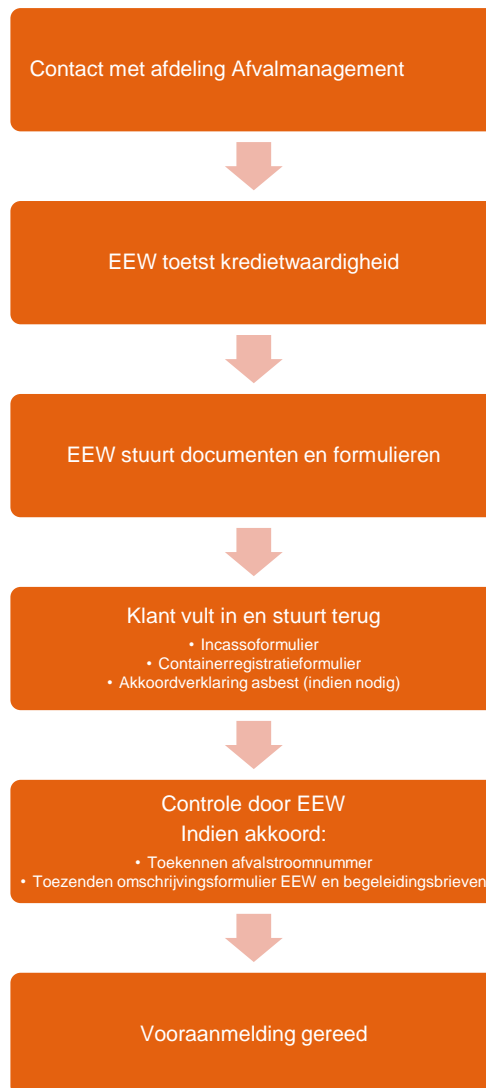 Contact met afdeling Afvalmanagement
EEW toetst kredietwaardigheid
EEW stuurt documenten en formulieren
Klant vult in en stuurt terug
• Incassoformulier
• Containerregistratieformulier
• Akkoordverklaring asbest (indien nodig)
Controle door EEW
Indien akkoord:
• Toekennen afvalstroomnummer
• Toezenden omschrijvingsformulier EEW en begeleidingsbrieven
Vooraanmelding gereed